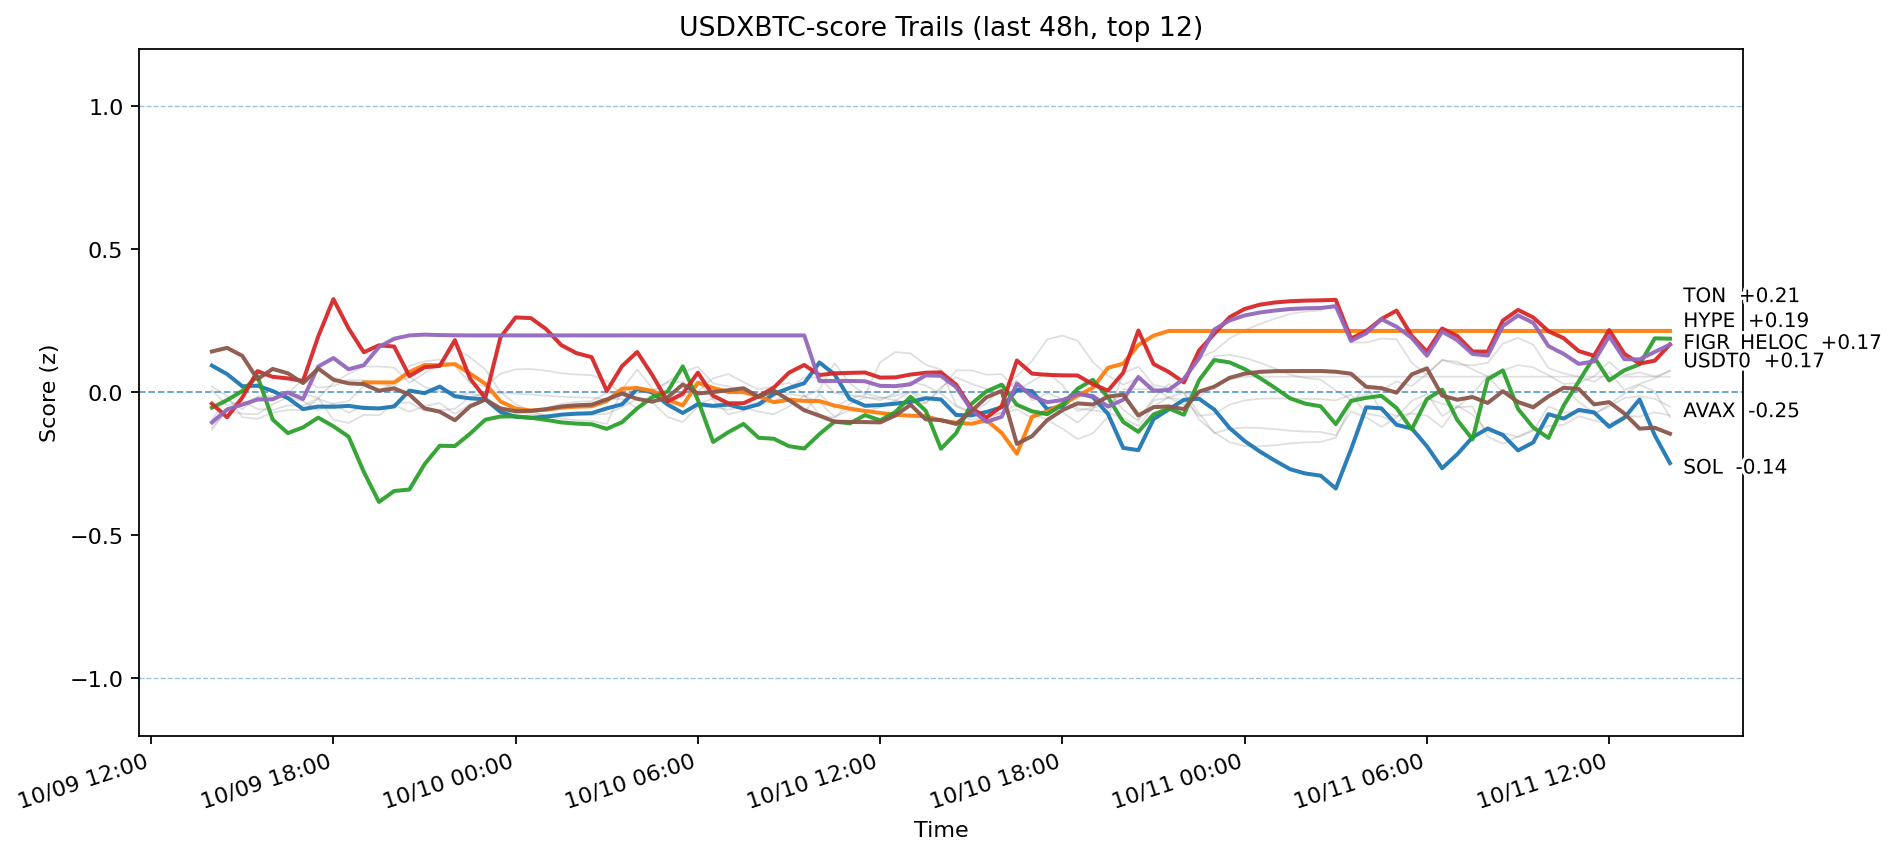 USDXBTC-score Trails (last 48h, top 12)
Score (z)
1.0
0.5
0.0
−0.5
−1.0
TON +0.21
HYPE +0.19
FIGR_HELOC +0.17
USDT0 +0.17
AVAX -0.25
SOL -0.14
10/09 12:00
10/09 18:00
10/10 00:00
10/10 06:00
10/10 12:00
10/10 18:00
10/11 00:00
10/11 06:00
10/11 12:00
Time